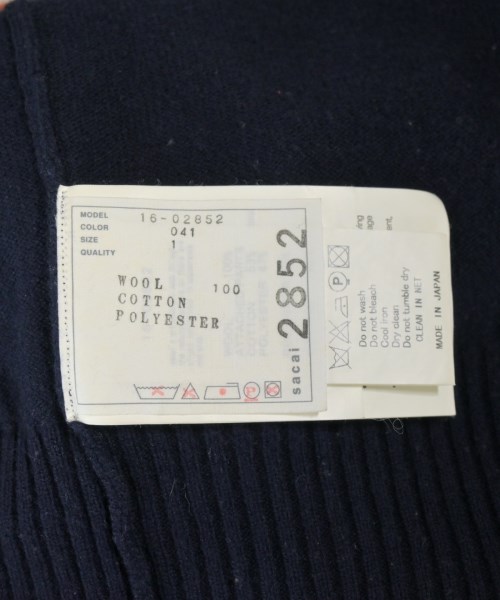 MODEL 16-02852
COLOR 041
SIZE 1
QUALITY
WOOL 100
COTTON
POLYESTER
sacai 2852
Do not wash
Do not bleach
Cool iron
Dry clean
Do not tumble dry
CLEAN IN NET
MADE IN JAPAN